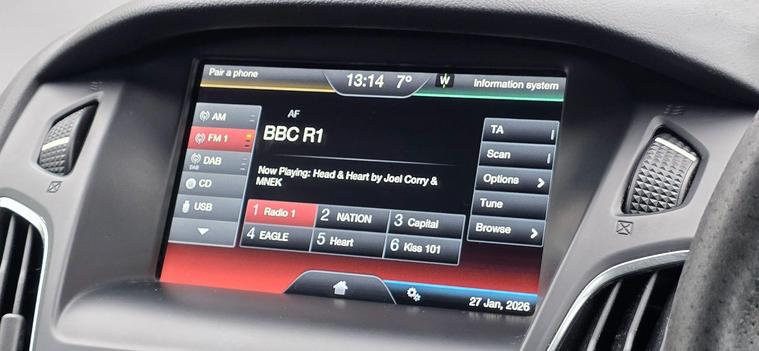 Pair a phone
13:14 7°
W
Information system
AM
FM 1
DAB
DAB
CD
USB
AF
BBC R1
Now Playing: Head & Heart by Joel Corry &
MNEK
1 Radio 1
2 NATION
3 Capital
4 EAGLE
5 Heart
6 Kiss 101
TA
Scan
Options
Tune
Browse
27 Jan, 2026